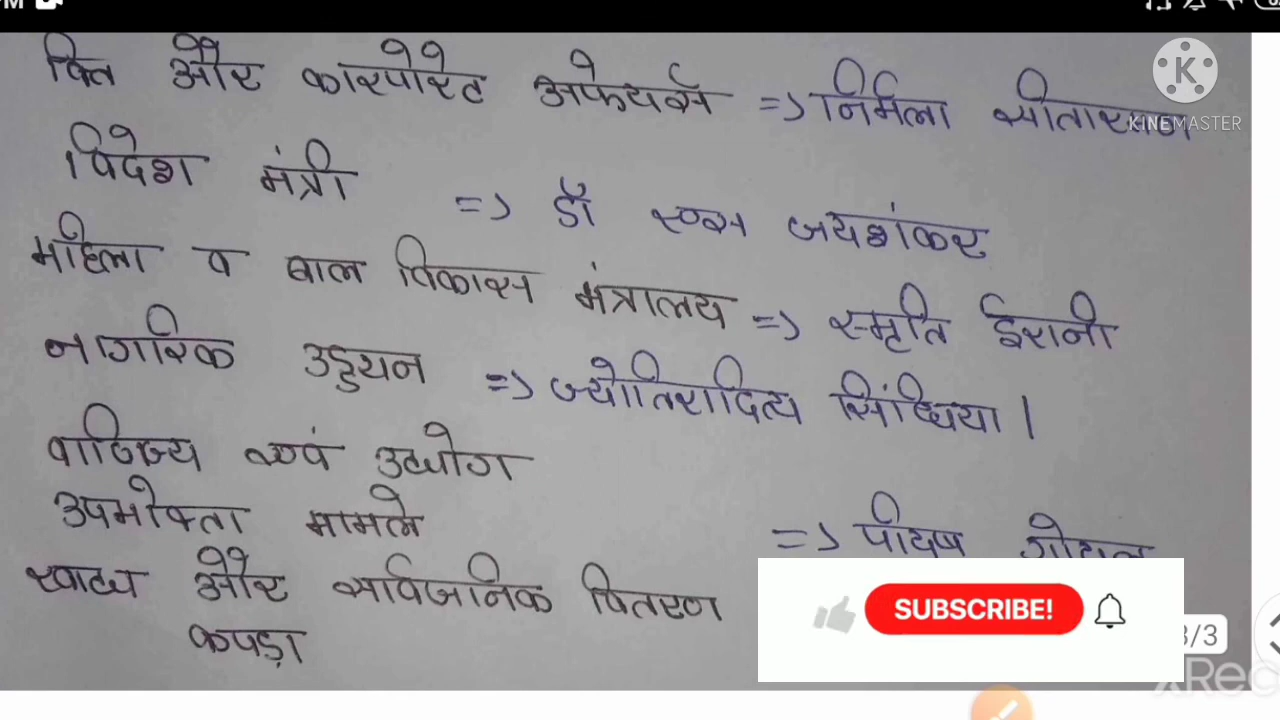 वित्त और कारपोरेट अफेयर्स => निर्मला सीतारमण
KINEMASTER
विदेश मंत्री => डॉ एस जयशंकर
महिला व बाल विकास मंत्रालय => स्मृति ईरानी
नागरिक उड्डयन => ज्योतिरादित्य सिंधिया।
वाणिज्य एवं उद्योग
उपभोक्ता मामले => पीयूष गोयल
खाद्य और सार्वजनिक वितरण
कपड़ा
SUBSCRIBE!
3/3
XRec